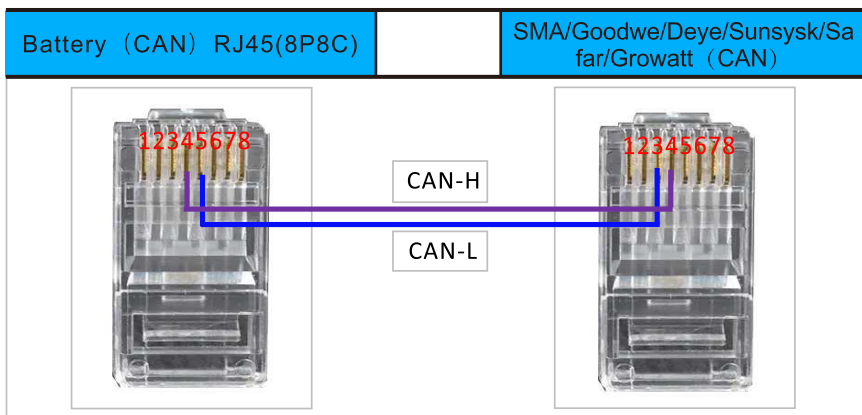 Battery（CAN）RJ45(8P8C)
SMA/Goodwe/Deye/Sunsysk/Sa
far/Growatt（CAN）
12345678
12345678
CAN-H
CAN-L